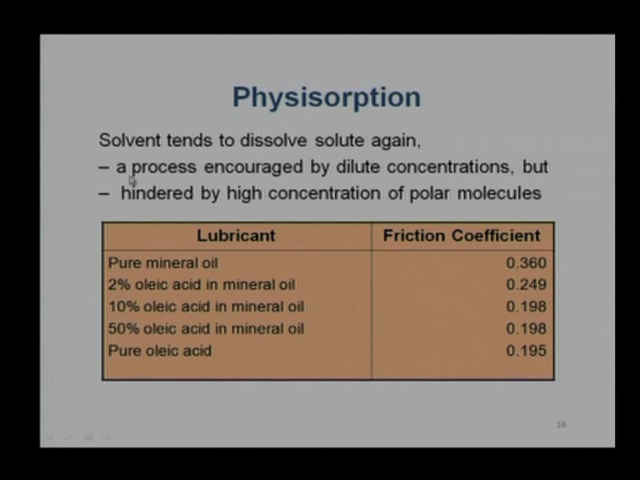 Physisorption
Solvent tends to dissolve solute again,
– a process encouraged by dilute concentrations, but
– hindered by high concentration of polar molecules
Lubricant Friction Coefficient
Pure mineral oil 0.360
2% oleic acid in mineral oil 0.249
10% oleic acid in mineral oil 0.198
50% oleic acid in mineral oil 0.198
Pure oleic acid 0.195
16